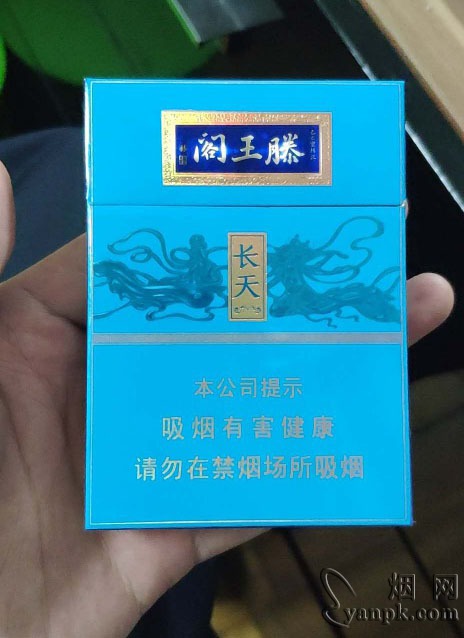 滕王阁
长天
本公司提示
吸烟有害健康
请勿在禁烟场所吸烟
烟网
yanpk.com